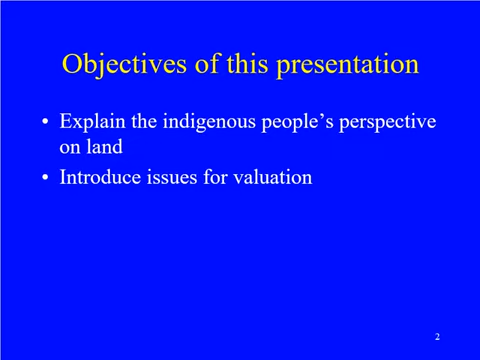 Objectives of this presentation
• Explain the indigenous people’s perspective
on land
• Introduce issues for valuation
2